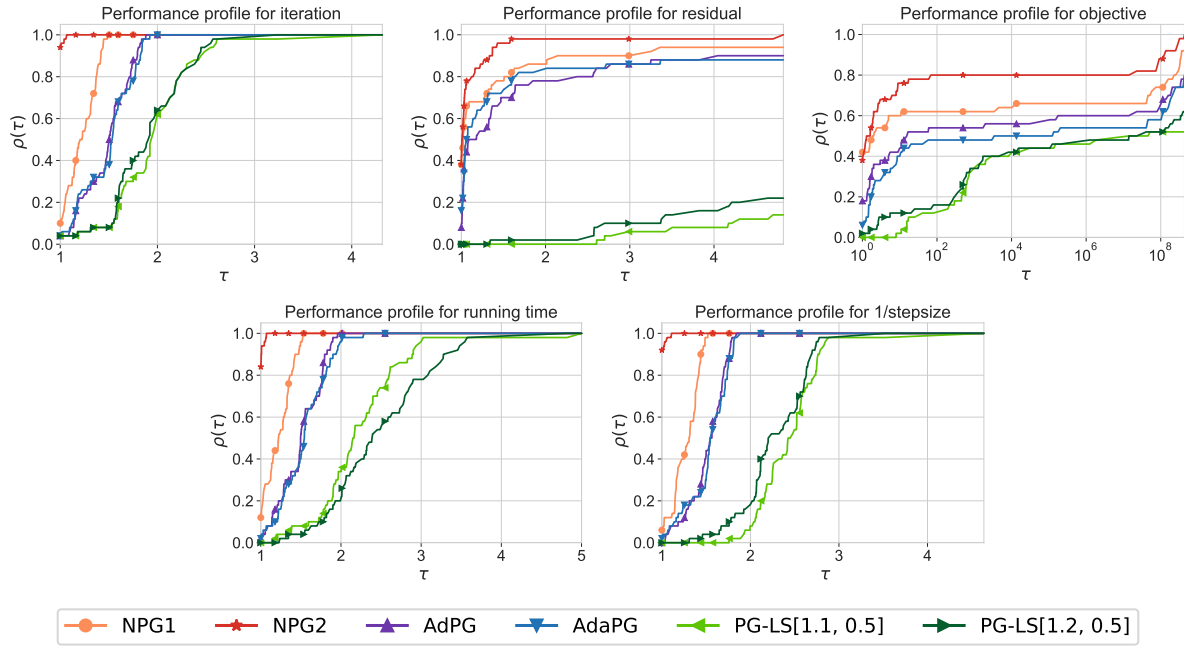 Performance profile for iteration
ρ(τ)
1.0
0.8
0.6
0.4
0.2
0.0
1 2 3 4
τ
Performance profile for residual
ρ(τ)
1.0
0.8
0.6
0.4
0.2
0.0
1 2 3 4
τ
Performance profile for objective
ρ(τ)
1.0
0.8
0.6
0.4
0.2
0.0
10^0 10^2 10^4 10^6 10^8
τ
Performance profile for running time
ρ(τ)
1.0
0.8
0.6
0.4
0.2
0.0
1 2 3 4 5
τ
Performance profile for 1/stepsize
ρ(τ)
1.0
0.8
0.6
0.4
0.2
0.0
1 2 3 4
τ
NPG1 NPG2 AdPG AdaPG PG-LS[1.1, 0.5] PG-LS[1.2, 0.5]